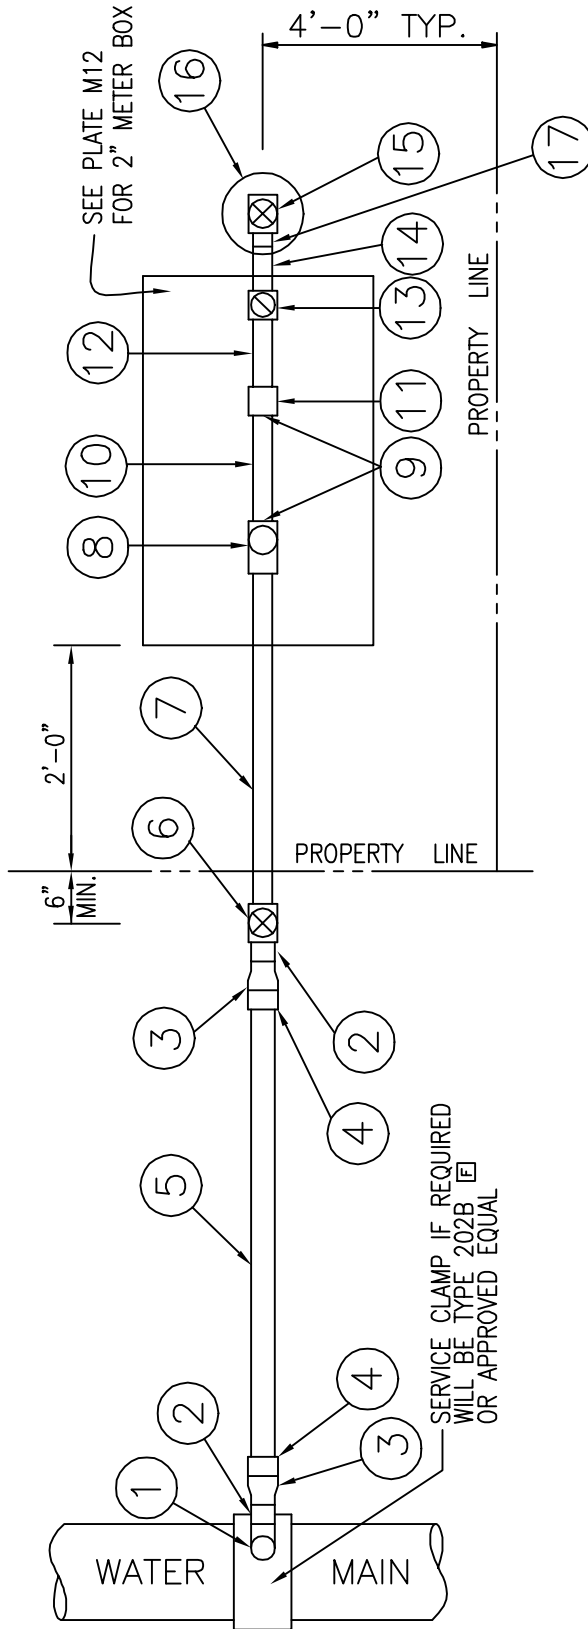 4'-0" TYP.
SEE PLATE M12
FOR 2" METER BOX
16
15
17
14
13
12
11
10
9
8
PROPERTY LINE
2'-0"
7
6
6"
MIN.
PROPERTY LINE
3
2
4
5
SERVICE CLAMP IF REQUIRED
WILL BE TYPE 202B F
OR APPROVED EQUAL
4
2
3
1
WATER MAIN